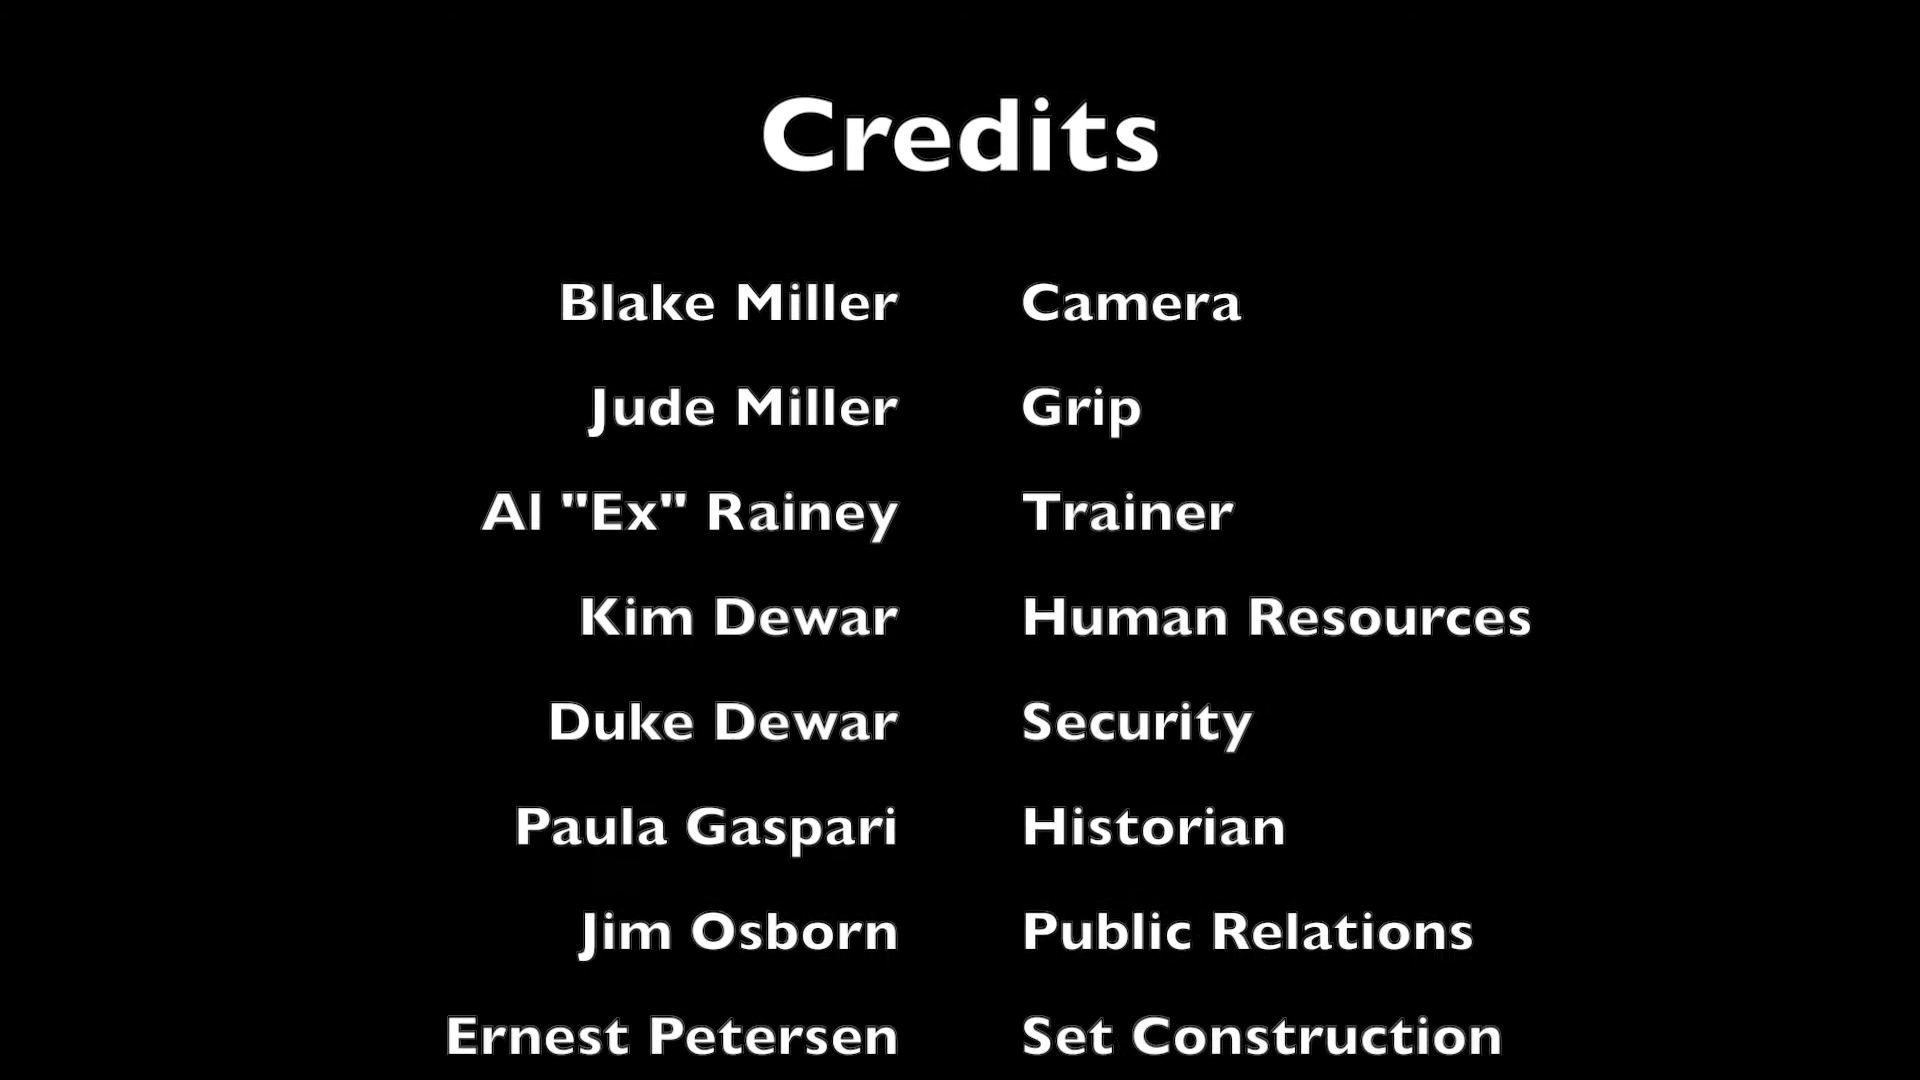 Credits
Blake Miller Camera
Jude Miller Grip
Al "Ex" Rainey Trainer
Kim Dewar Human Resources
Duke Dewar Security
Paula Gaspari Historian
Jim Osborn Public Relations
Ernest Petersen Set Construction